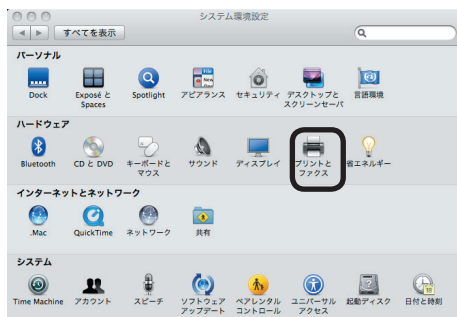 システム環境設定
すべてを表示
パーソナル
Dock
Exposé と
Spaces
Spotlight
アピアランス
セキュリティ
デスクトップと
スクリーンセーバ
言語環境
ハードウェア
Bluetooth
CD と DVD
キーボードと
マウス
サウンド
ディスプレイ
プリントと
ファクス
省エネルギー
インターネットとネットワーク
.Mac
QuickTime
ネットワーク
共有
システム
Time Machine
アカウント
スピーチ
ソフトウェア
アップデート
ペアレンタル
コントロール
ユニバーサル
アクセス
起動ディスク
日付と時刻